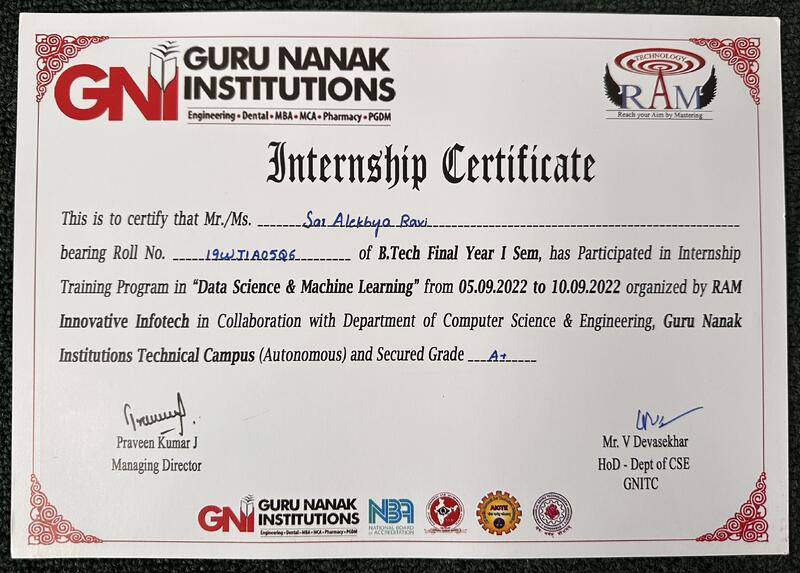 GNI GURU NANAK
INSTITUTIONS
Engineering • Dental • MBA • MCA • Pharmacy • PGDM
TECHNOLOGY
RAM
Reach your Aim by Mastering
Internship Certificate
This is to certify that Mr./Ms. Sai Alekhya Ravi
bearing Roll No. 19WJ1A05Q6 of B.Tech Final Year I Sem, has Participated in Internship
Training Program in "Data Science & Machine Learning" from 05.09.2022 to 10.09.2022 organized by RAM
Innovative Infotech in Collaboration with Department of Computer Science & Engineering, Guru Nanak
Institutions Technical Campus (Autonomous) and Secured Grade A+
Praveen Kumar J
Managing Director
Mr. V Devasekhar
HoD - Dept of CSE
GNITC
GNI GURU NANAK
INSTITUTIONS
Engineering • Dental • MBA • MCA • Pharmacy • PGDM
NBA
NATIONAL BOARD
of ACCREDITATION
AICTE